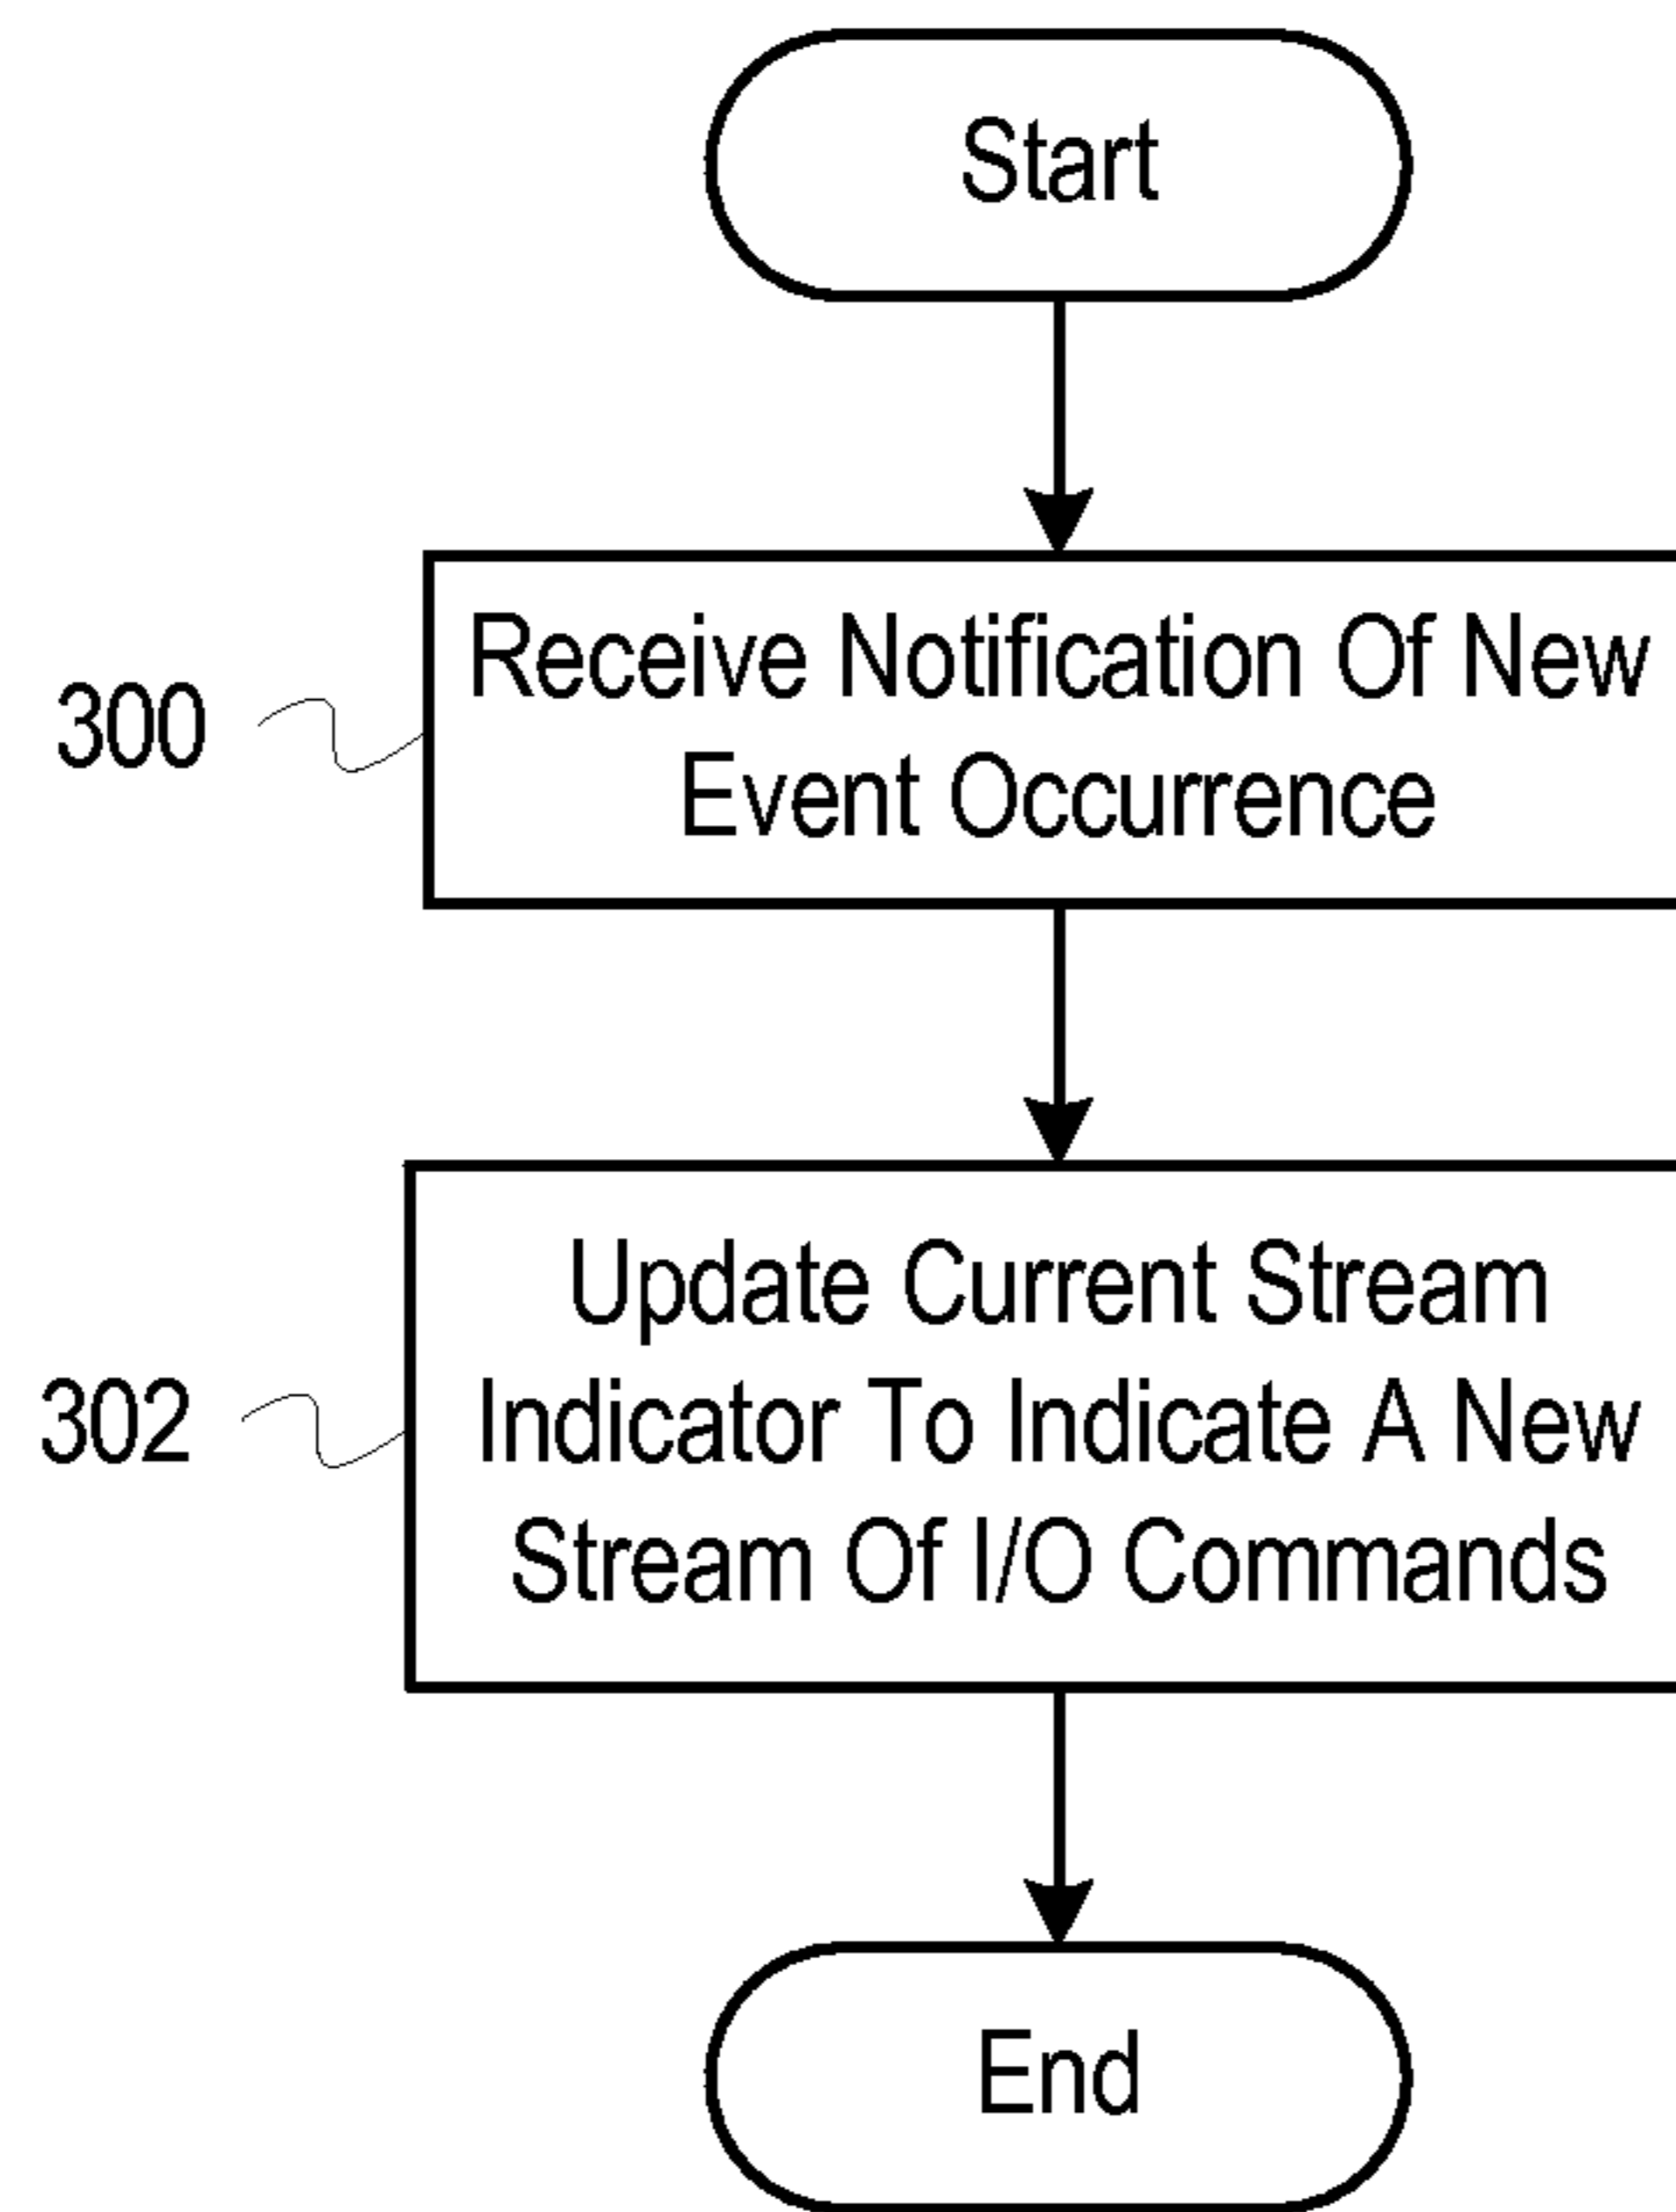 Start
300
Receive Notification Of New
Event Occurrence
302
Update Current Stream
Indicator To Indicate A New
Stream Of I/O Commands
End